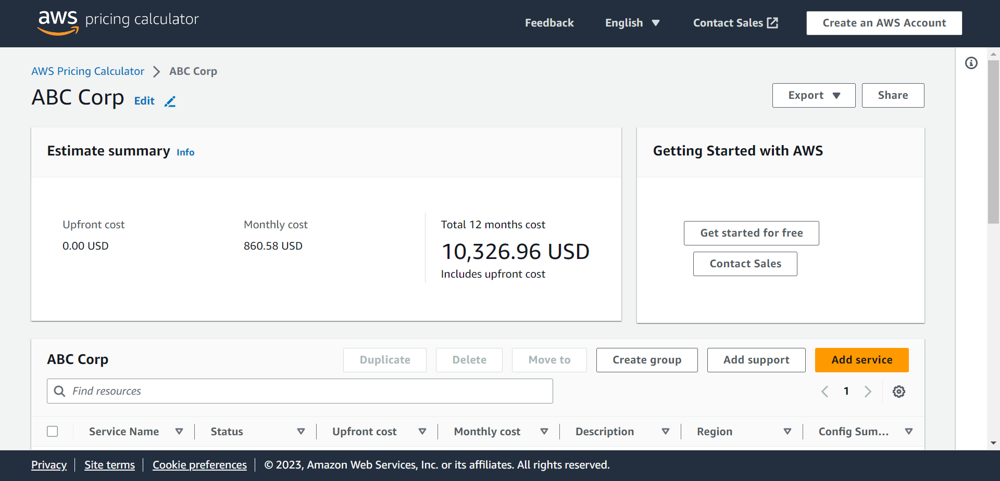 aws pricing calculator
Feedback
English
Contact Sales
Create an AWS Account
AWS Pricing Calculator
ABC Corp
ABC Corp
Edit
Export
Share
Estimate summary
Info
Upfront cost
0.00 USD
Monthly cost
860.58 USD
Total 12 months cost
10,326.96 USD
Includes upfront cost
Getting Started with AWS
Get started for free
Contact Sales
ABC Corp
Duplicate
Delete
Move to
Create group
Add support
Add service
Find resources
1
Service Name
Status
Upfront cost
Monthly cost
Description
Region
Config Sum...
Privacy
Site terms
Cookie preferences
© 2023, Amazon Web Services, Inc. or its affiliates. All rights reserved.